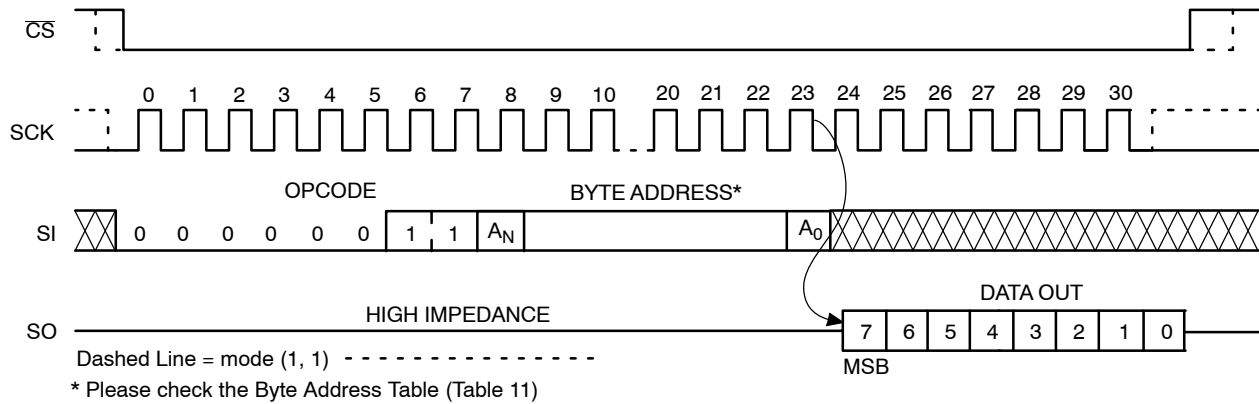 CS
0 1 2 3 4 5 6 7 8 9 10 20 21 22 23 24 25 26 27 28 29 30
SCK
OPCODE BYTE ADDRESS*
SI 0 0 0 0 0 0 1 1 AN A0
DATA OUT
HIGH IMPEDANCE
SO 7 6 5 4 3 2 1 0
Dashed Line = mode (1, 1)
MSB
* Please check the Byte Address Table (Table 11)